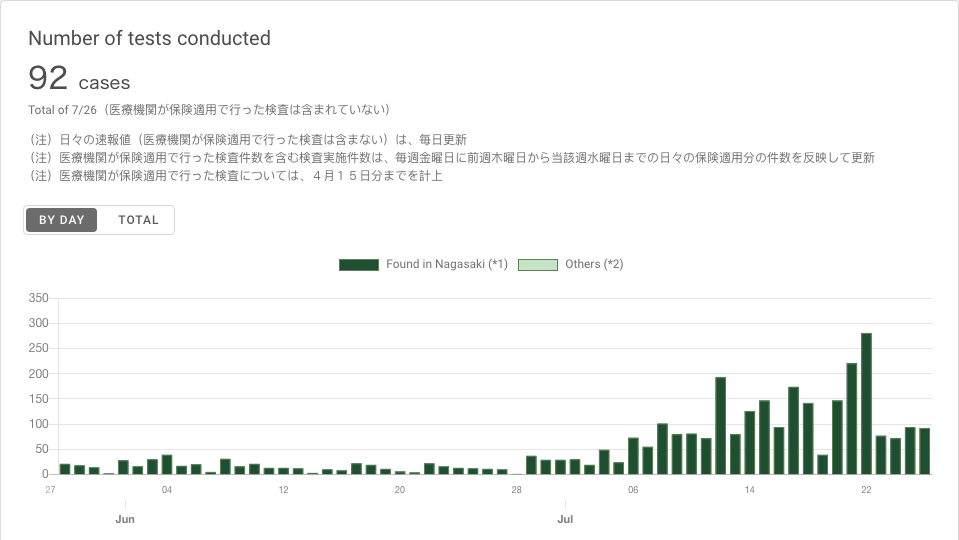 Number of tests conducted
92 cases
Total of 7/26（医療機関が保険適用で行った検査は含まれていない）
（注）日々の速報値（医療機関が保険適用で行った検査は含まない）は、毎日更新
（注）医療機関が保険適用で行った検査件数を含む検査実施件数は、毎週金曜日に前週木曜日から当該週水曜日までの日々の保険適用分の件数を反映して更新
（注）医療機関が保険適用で行った検査については、４月１５日分までを計上
BY DAY TOTAL
Found in Nagasaki (*1) Others (*2)
350
300
250
200
150
100
50
0
27 04 12 20 28 06 14 22
Jun Jul